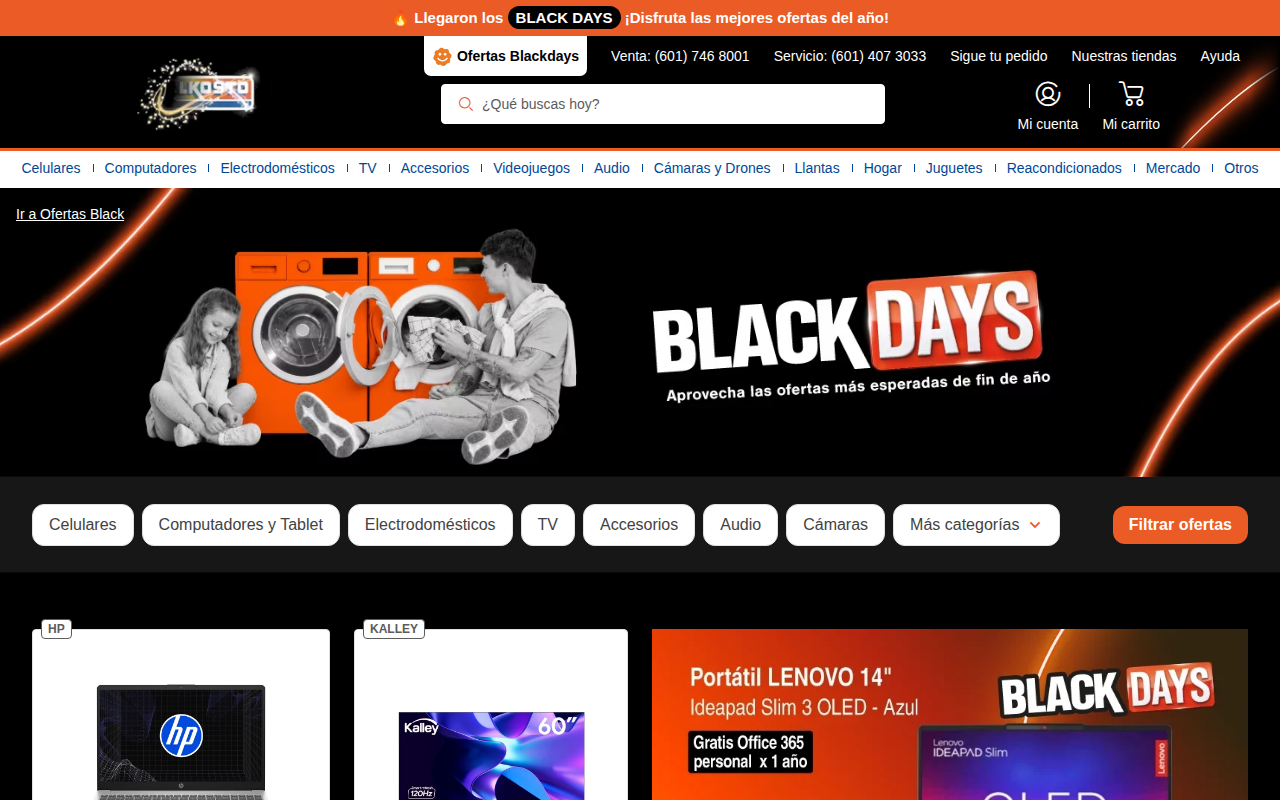 🔥 Llegaron los BLACK DAYS ¡Disfruta las mejores ofertas del año!
Ofertas Blackdays
Venta: (601) 746 8001
Servicio: (601) 407 3033
Sigue tu pedido
Nuestras tiendas
Ayuda
LKOSTO
¿Qué buscas hoy?
Mi cuenta
Mi carrito
Celulares
Computadores
Electrodomésticos
TV
Accesorios
Videojuegos
Audio
Cámaras y Drones
Llantas
Hogar
Juguetes
Reacondicionados
Mercado
Otros
Ir a Ofertas Black
BLACK DAYS
Aprovecha las ofertas más esperadas de fin de año
Celulares
Computadores y Tablet
Electrodomésticos
TV
Accesorios
Audio
Cámaras
Más categorías
Filtrar ofertas
HP
hp
KALLEY
Kalley
60”
120Hz
Portátil LENOVO 14"
Ideapad Slim 3 OLED - Azul
Gratis Office 365
personal x 1 año
BLACK DAYS
Lenovo
IDEAPAD Slim
Lenovo
OLED